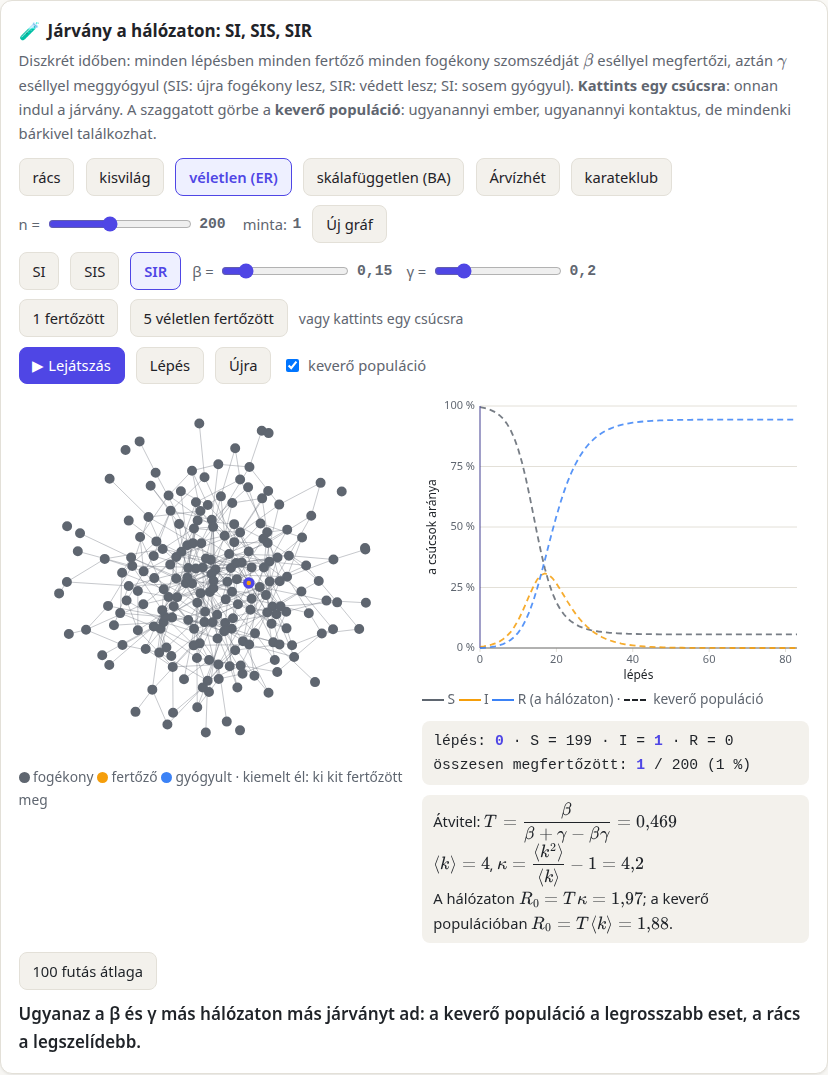 🧪 Járvány a hálózaton: SI, SIS, SIR
Diszkrét időben: minden lépésben minden fertőző minden fogékony szomszédját β eséllyel megfertőzi, aztán γ
eséllyel meggyógyul (SIS: újra fogékony lesz, SIR: védett lesz; SI: sosem gyógyul). Kattints egy csúcsra: onnan
indul a járvány. A szaggatott görbe a keverő populáció: ugyanannyi ember, ugyanannyi kontaktus, de mindenki
bárkivel találkozhat.
rács kisvilág véletlen (ER) skálafüggetlen (BA) Árvízhét karateklub
n = 200 minta: 1 Új gráf
SI SIS SIR β = 0,15 γ = 0,2
1 fertőzött 5 véletlen fertőzött vagy kattints egy csúcsra
▶ Lejátszás Lépés Újra keverő populáció
100 %
75 %
50 %
25 %
0 %
a csúcsok aránya
0 20 40 60 80
lépés
S I R (a hálózaton) · keverő populáció
fogékony fertőző gyógyult · kiemelt él: ki kit fertőzött
meg
lépés: 0 · S = 199 · I = 1 · R = 0
összesen megfertőzött: 1 / 200 (1 %)
Átvitel: T = β / (β + γ − βγ) = 0,469
⟨k⟩ = 4, κ = ⟨k²⟩ / ⟨k⟩ − 1 = 4,2
A hálózaton R₀ = T κ = 1,97; a keverő
populációban R₀ = T ⟨k⟩ = 1,88.
100 futás átlaga
Ugyanaz a β és γ más hálózaton más járványt ad: a keverő populáció a legrosszabb eset, a rács
a legszelídebb.